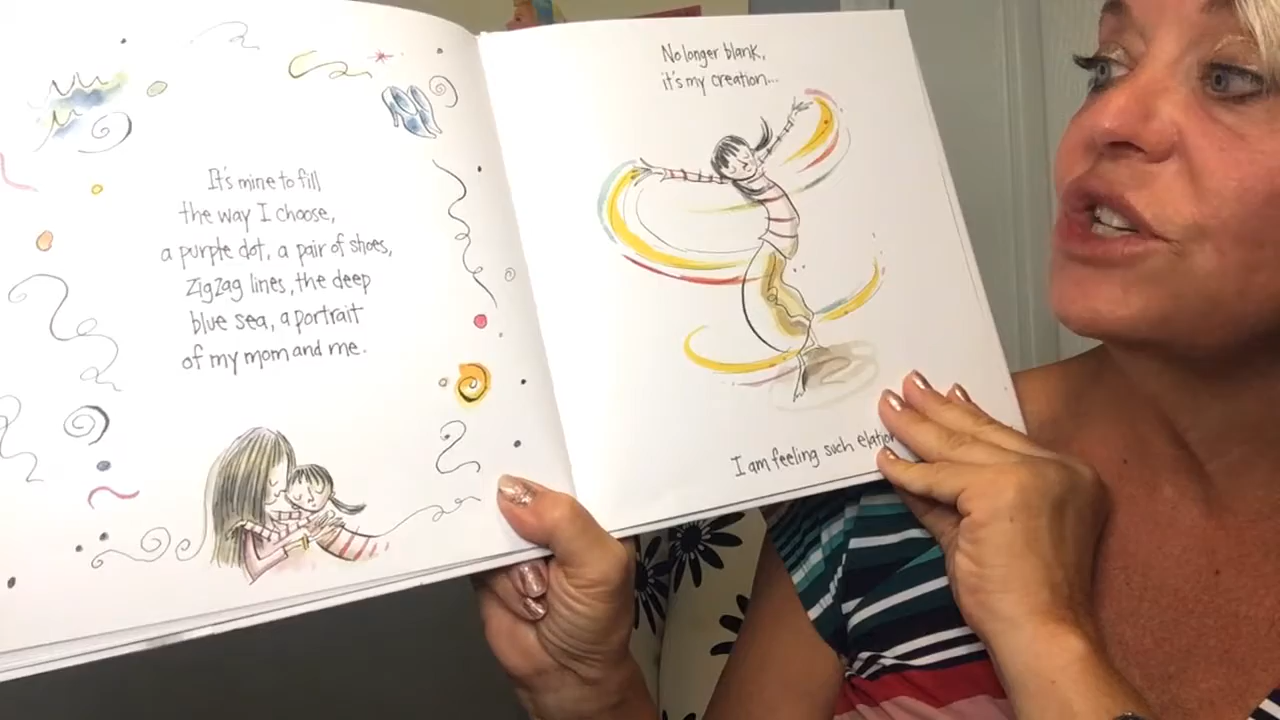 It's mine to fill
the way I choose,
a purple dot, a pair of shoes,
zigzag lines, the deep
blue sea, a portrait
of my mom and me.
No longer blank,
it's my creation...
I am feeling such elation